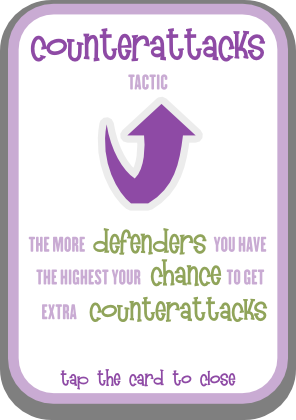 counterattacks
TACTIC
THE MORE defenders YOU HAVE
THE HIGHEST YOUR chance TO GET
EXTRA counterattacks
tap the card to close